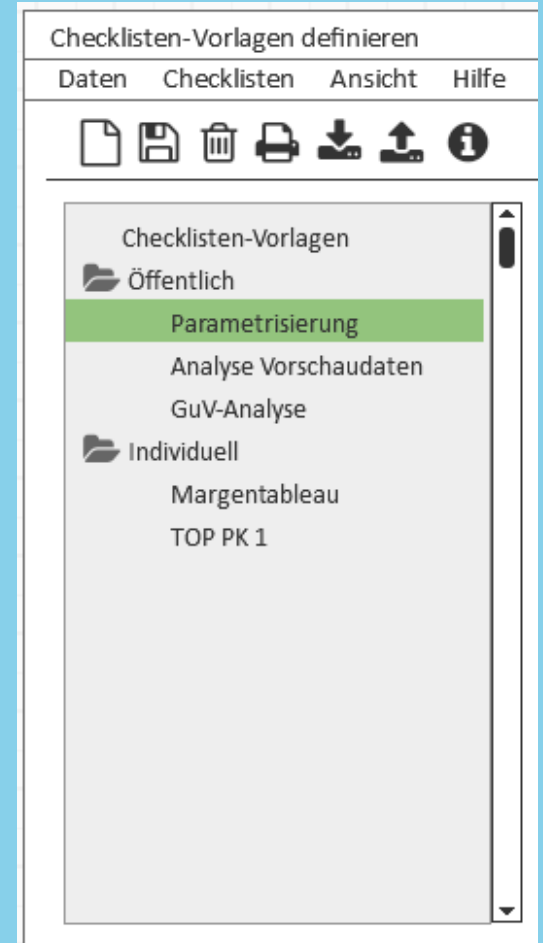 Checklisten-Vorlagen definieren
Daten Checklisten Ansicht Hilfe
Checklisten-Vorlagen
Öffentlich
Parametrisierung
Analyse Vorschaudaten
GuV-Analyse
Individuell
Margentableau
TOP PK 1